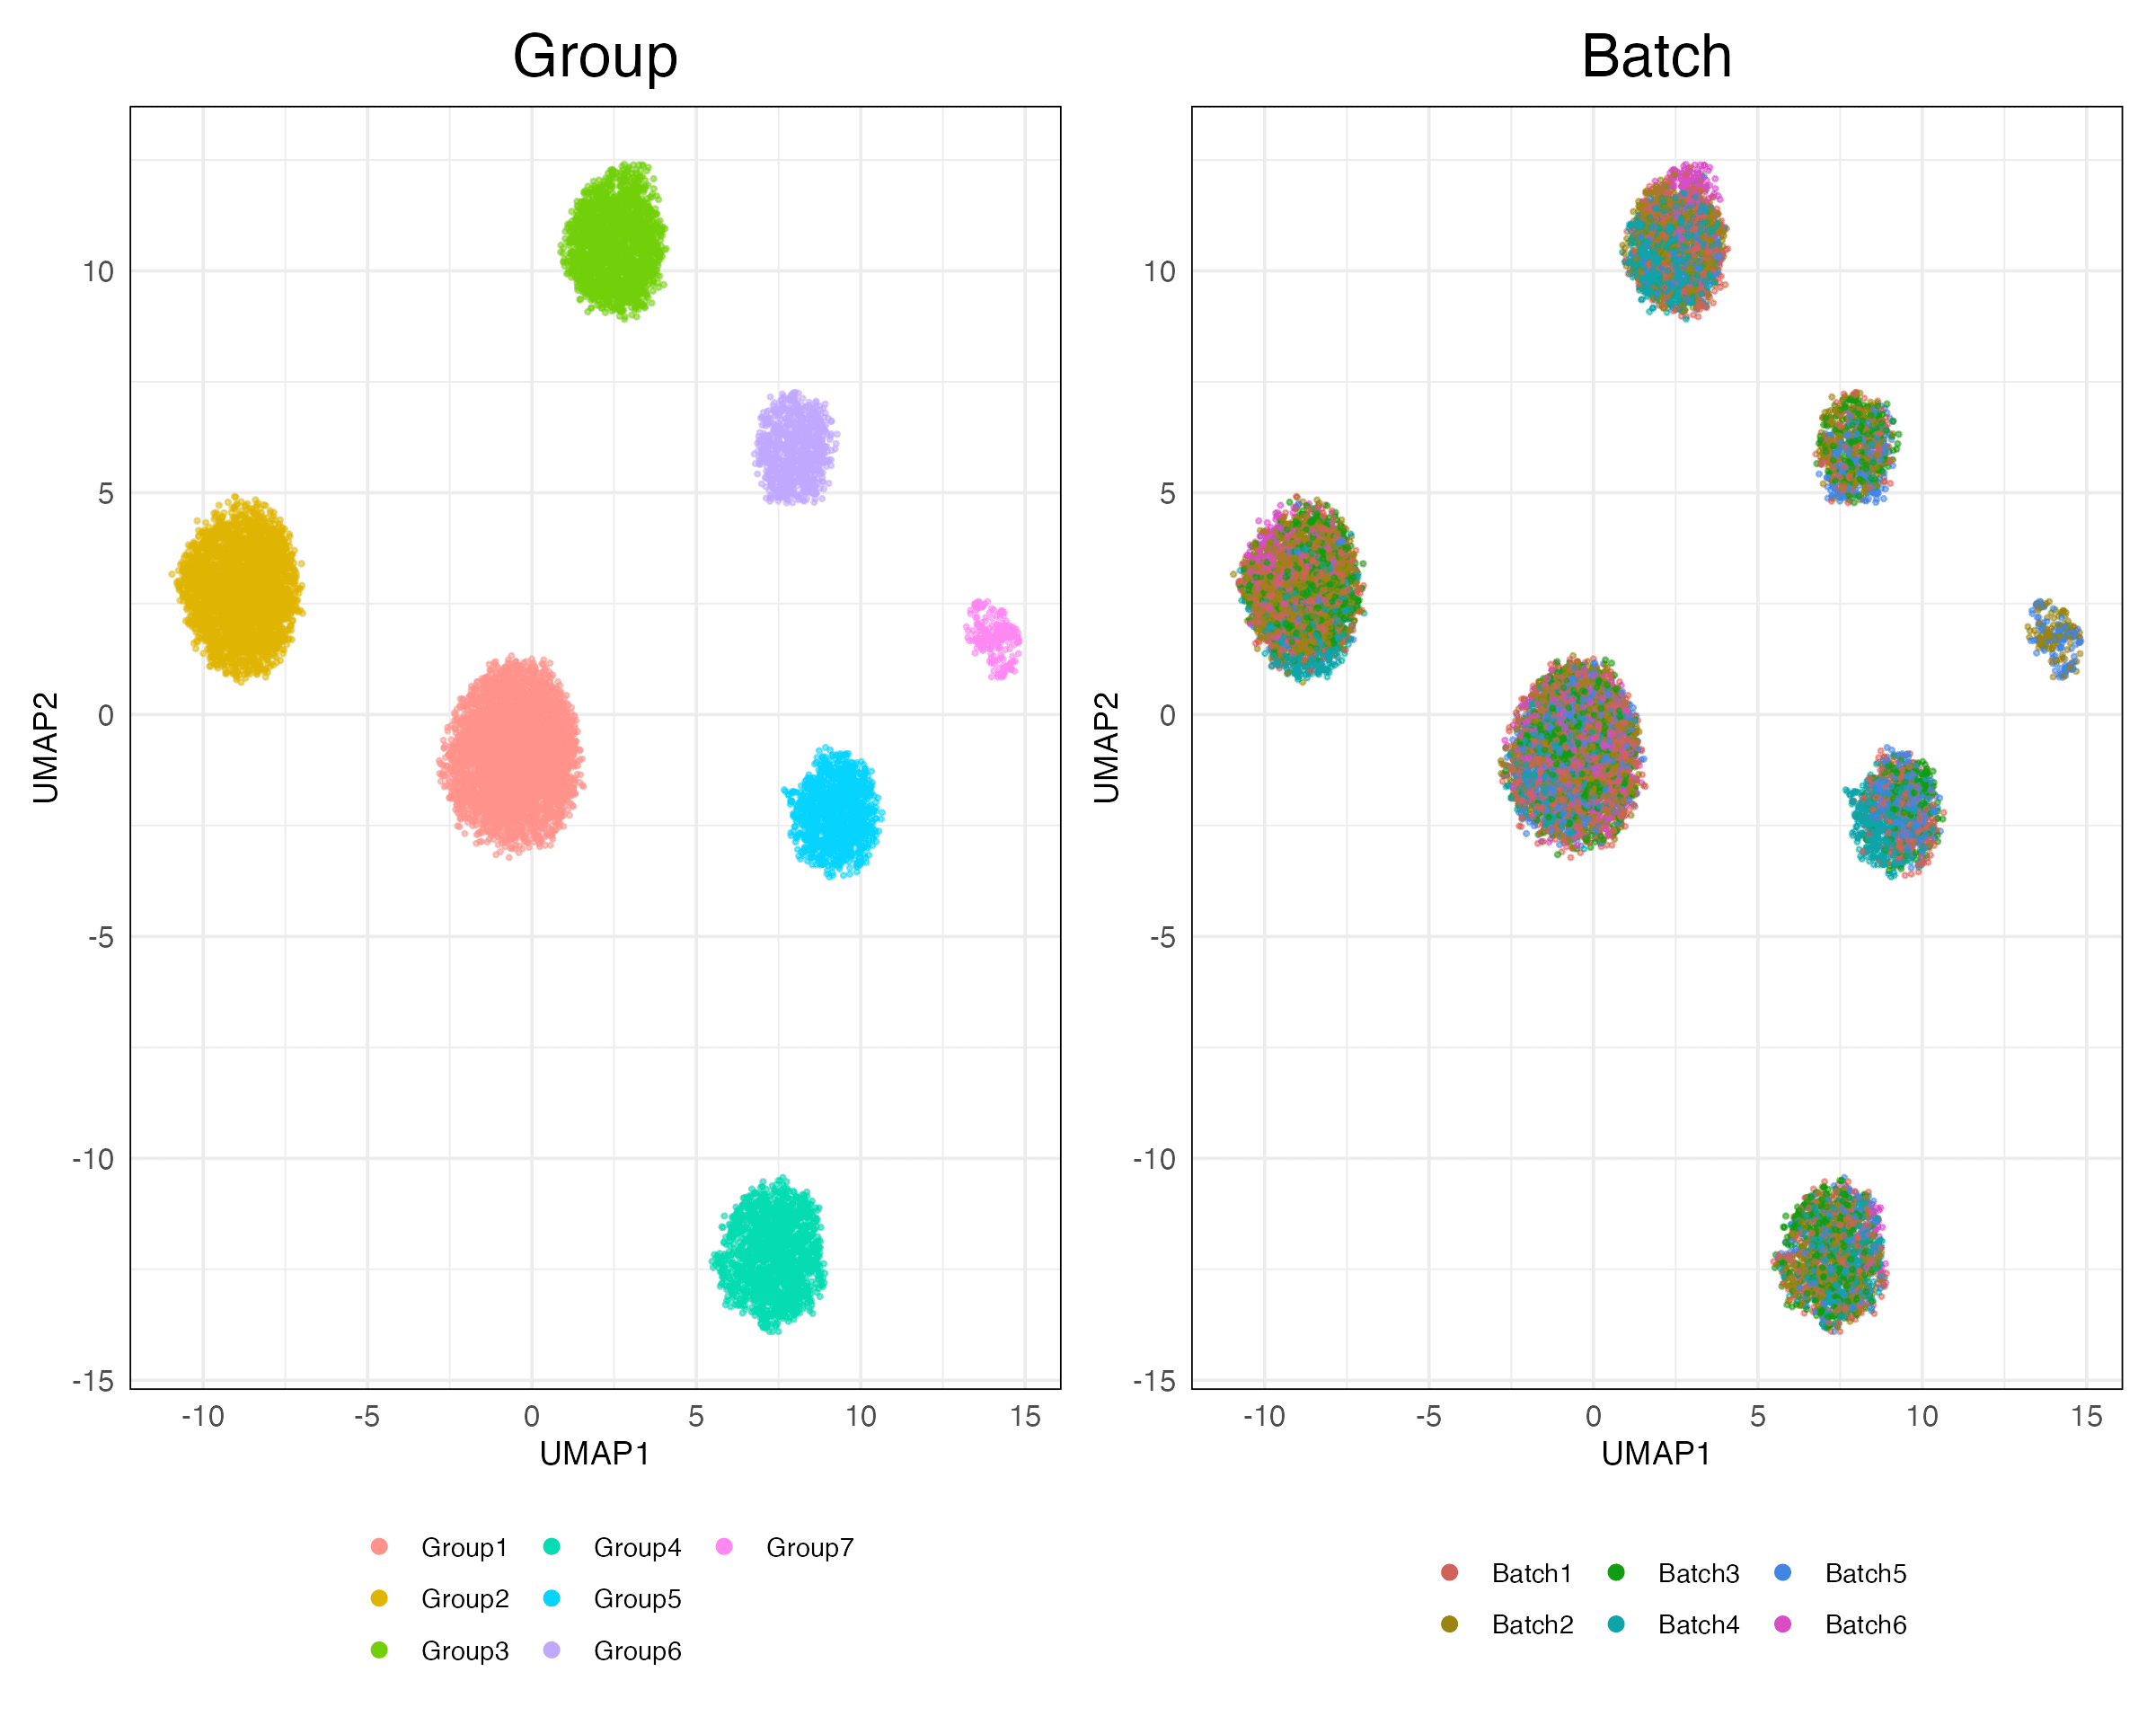 Group
Batch
10
5
0
-5
-10
-15
UMAP2
-10 -5 0 5 10 15
UMAP1
10
5
0
-5
-10
-15
UMAP2
-10 -5 0 5 10 15
UMAP1
Group1 Group4 Group7
Group2 Group5
Group3 Group6
Batch1 Batch3 Batch5
Batch2 Batch4 Batch6